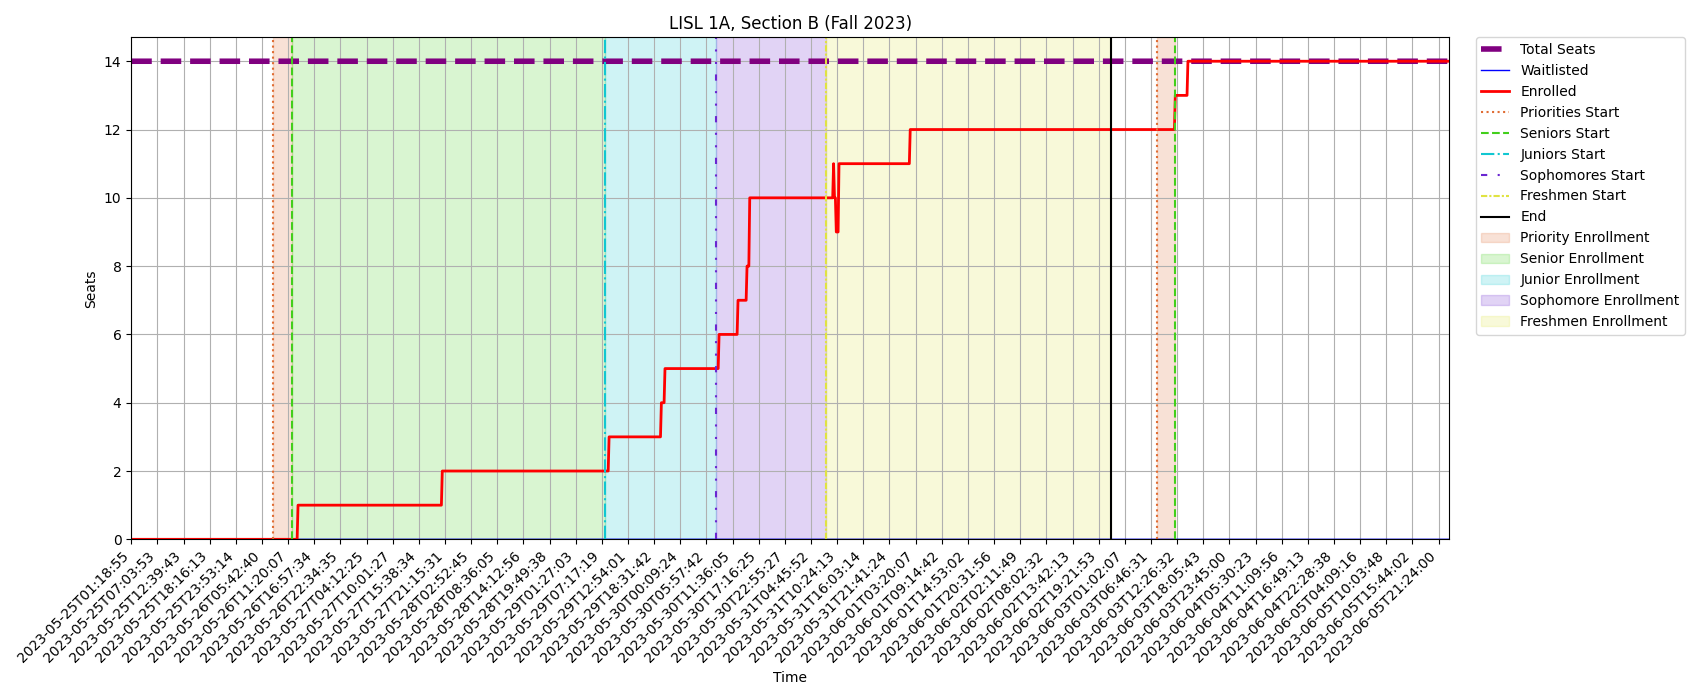 LISL 1A, Section B (Fall 2023)
Seats
14
12
10
8
6
4
2
0
2023-05-25T01:18:55
2023-05-25T07:03:53
2023-05-25T12:39:43
2023-05-25T18:16:13
2023-05-25T23:53:14
2023-05-26T05:42:40
2023-05-26T11:20:07
2023-05-26T16:57:34
2023-05-26T22:34:35
2023-05-27T04:12:25
2023-05-27T10:01:27
2023-05-27T15:38:34
2023-05-27T21:15:31
2023-05-28T02:52:45
2023-05-28T08:36:05
2023-05-28T14:12:56
2023-05-28T19:49:38
2023-05-29T01:27:03
2023-05-29T07:17:19
2023-05-29T12:54:01
2023-05-29T18:31:42
2023-05-30T00:09:24
2023-05-30T05:57:42
2023-05-30T11:36:05
2023-05-30T17:16:25
2023-05-30T22:55:27
2023-05-31T04:45:52
2023-05-31T10:24:13
2023-05-31T16:03:14
2023-05-31T21:41:24
2023-06-01T03:20:07
2023-06-01T09:14:42
2023-06-01T14:53:02
2023-06-01T20:31:56
2023-06-02T02:11:49
2023-06-02T08:02:32
2023-06-02T13:42:13
2023-06-02T19:21:53
2023-06-03T01:02:07
2023-06-03T06:46:31
2023-06-03T12:26:32
2023-06-03T18:05:43
2023-06-03T23:45:00
2023-06-04T05:30:23
2023-06-04T11:09:56
2023-06-04T16:49:13
2023-06-04T22:28:38
2023-06-05T04:09:16
2023-06-05T10:03:48
2023-06-05T15:44:02
2023-06-05T21:24:00
Time
Total Seats
Waitlisted
Enrolled
Priorities Start
Seniors Start
Juniors Start
Sophomores Start
Freshmen Start
End
Priority Enrollment
Senior Enrollment
Junior Enrollment
Sophomore Enrollment
Freshmen Enrollment